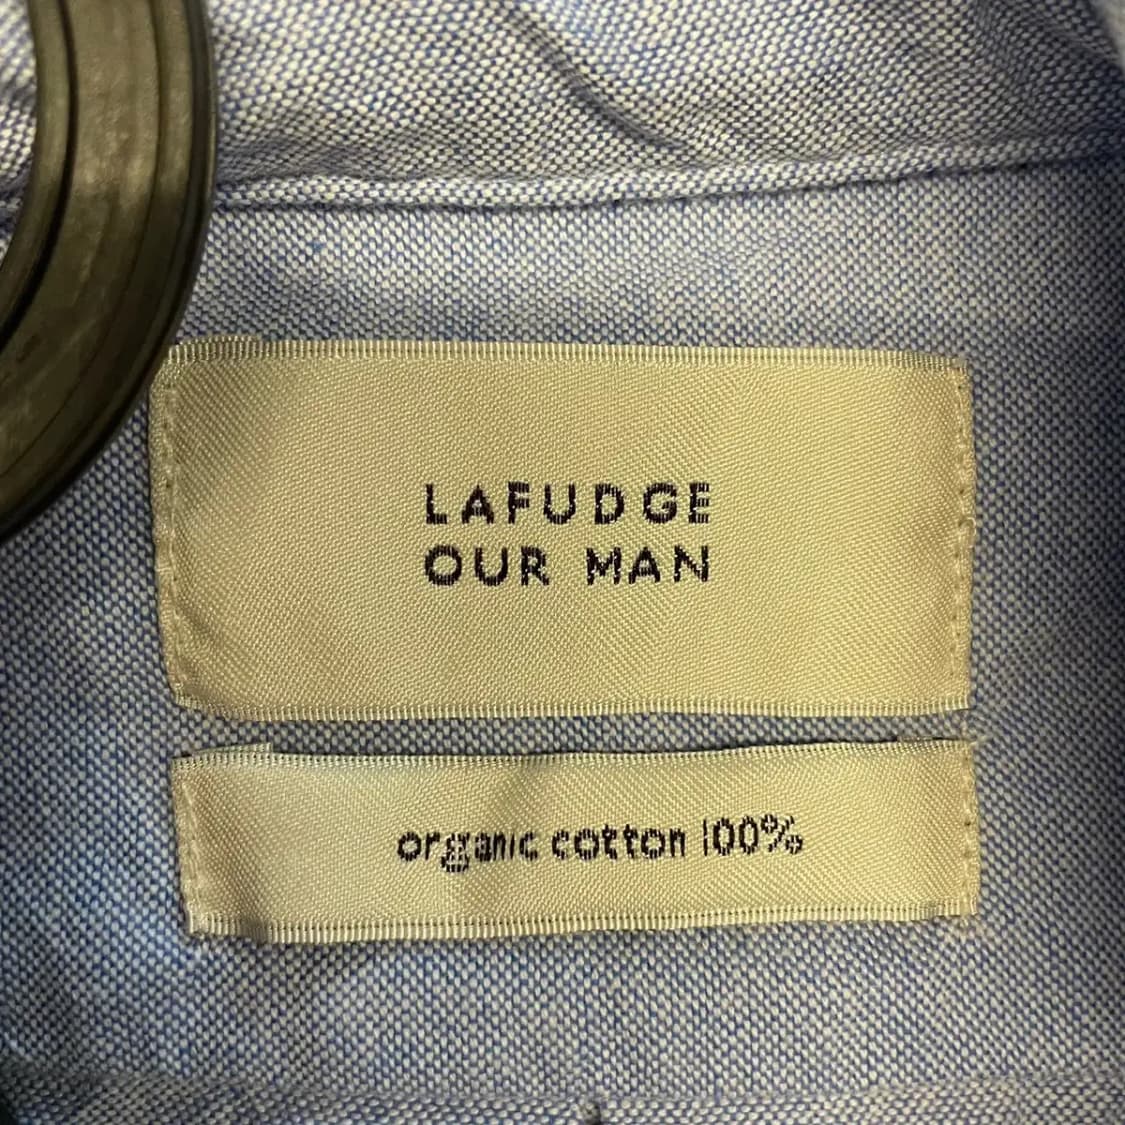 LAFUDGE
OUR MAN
organic cotton 100%